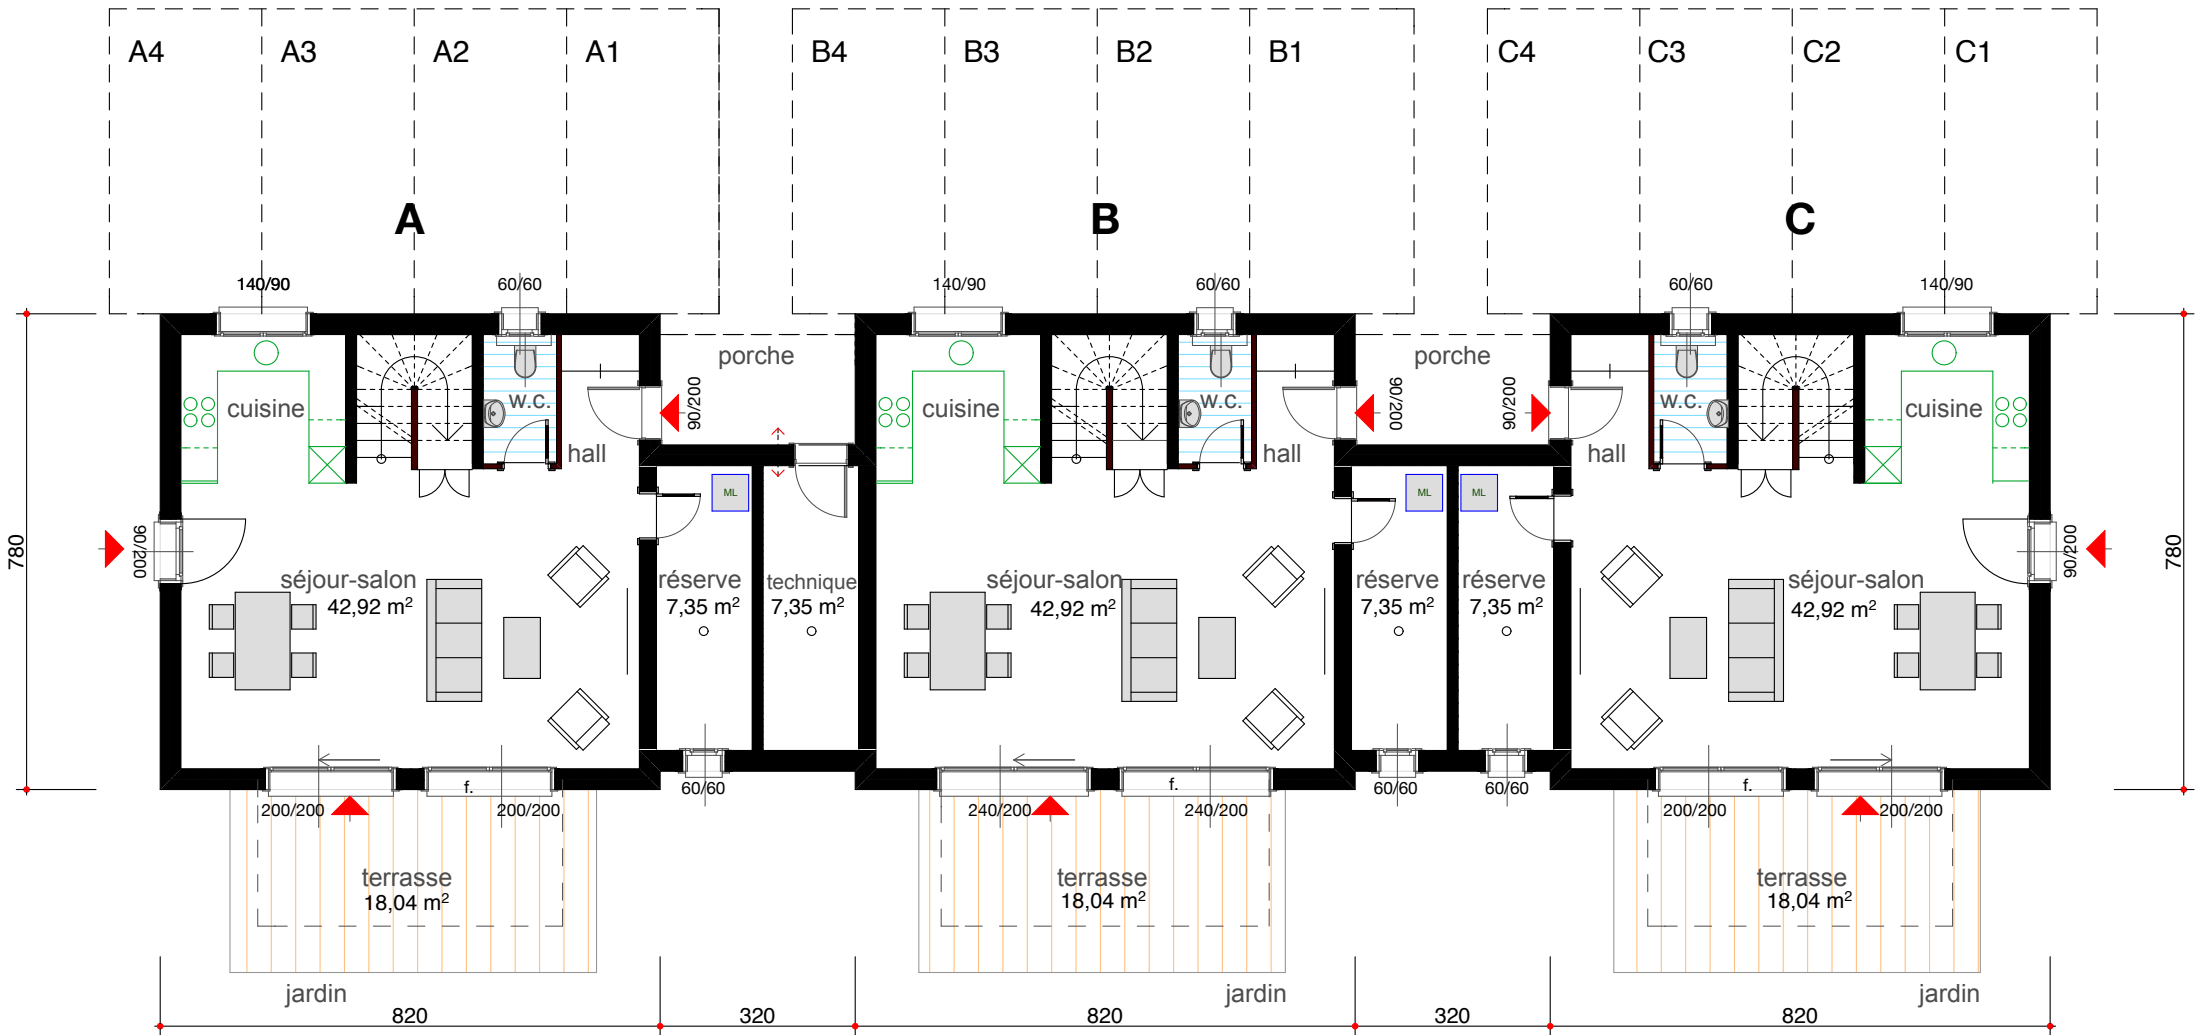 A4 A3 A2 A1 B4 B3 B2 B1 C4 C3 C2 C1
A B C
140/90 60/60 140/90 60/60 60/60 140/90
porche porche
cuisine w.c. 90/200 cuisine w.c. 90/200 90/200 w.c. cuisine
hall hall hall
ML ML ML
780 90/200 90/200 780
séjour-salon réserve technique séjour-salon réserve réserve séjour-salon
42,92 m² 7,35 m² 7,35 m² 42,92 m² 7,35 m² 7,35 m² 42,92 m²
f. f. f.
60/60 60/60 60/60
200/200 200/200 240/200 240/200 200/200 200/200
terrasse terrasse terrasse
18,04 m² 18,04 m² 18,04 m²
jardin jardin jardin
820 320 820 320 820